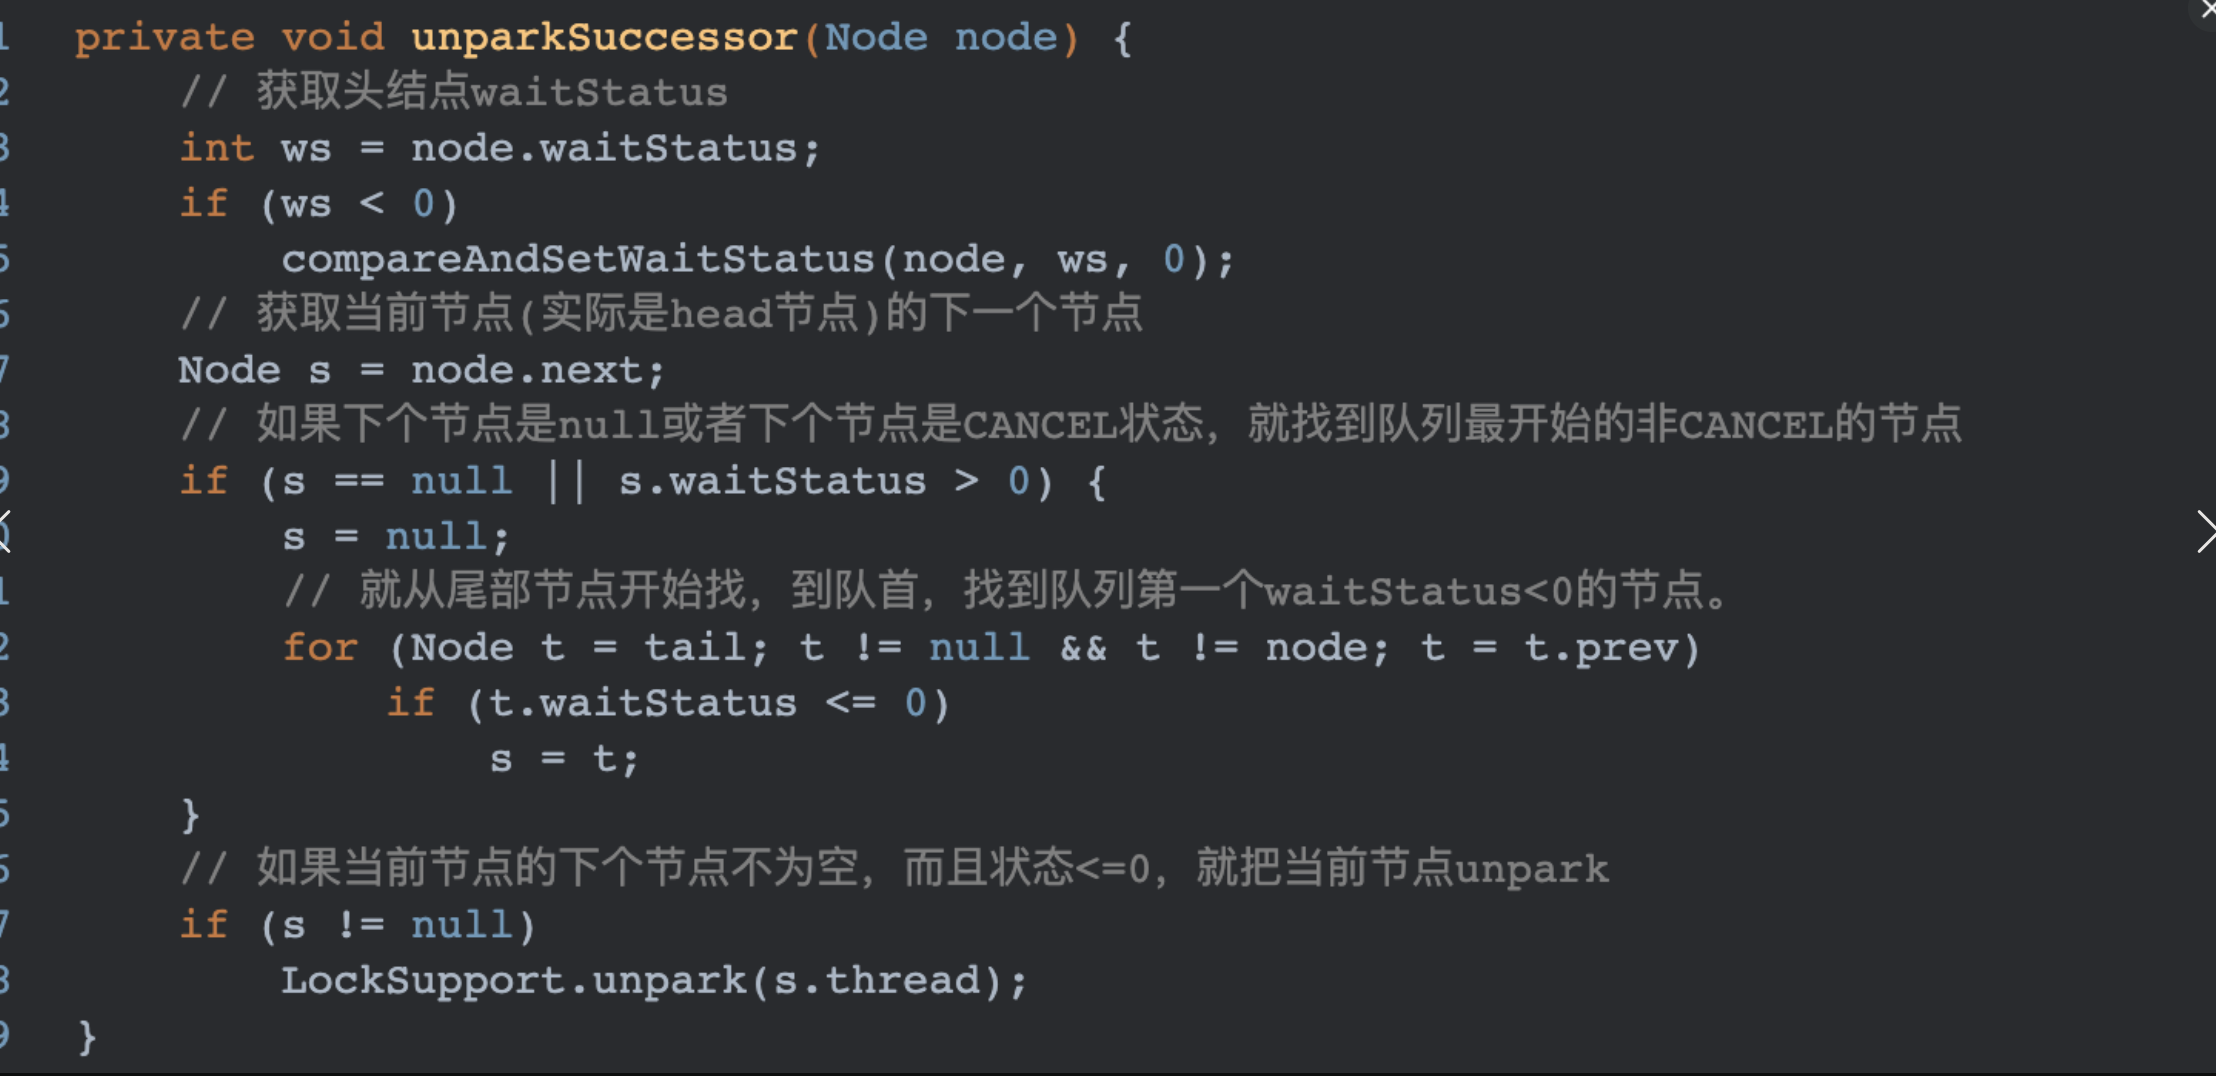 1 private void unparkSuccessor(Node node) {
2 // 获取头结点waitStatus
3 int ws = node.waitStatus;
4 if (ws < 0)
5 compareAndSetWaitStatus(node, ws, 0);
6 // 获取当前节点(实际是head节点)的下一个节点
7 Node s = node.next;
8 // 如果下个节点是null或者下个节点是CANCEL状态，就找到队列最开始的非CANCEL的节点
9 if (s == null || s.waitStatus > 0) {
0 s = null;
1 // 就从尾部节点开始找，到队首，找到队列第一个waitStatus<0的节点。
2 for (Node t = tail; t != null && t != node; t = t.prev)
3 if (t.waitStatus <= 0)
4 s = t;
5 }
6 // 如果当前节点的下个节点不为空，而且状态<=0，就把当前节点unpark
7 if (s != null)
8 LockSupport.unpark(s.thread);
9 }